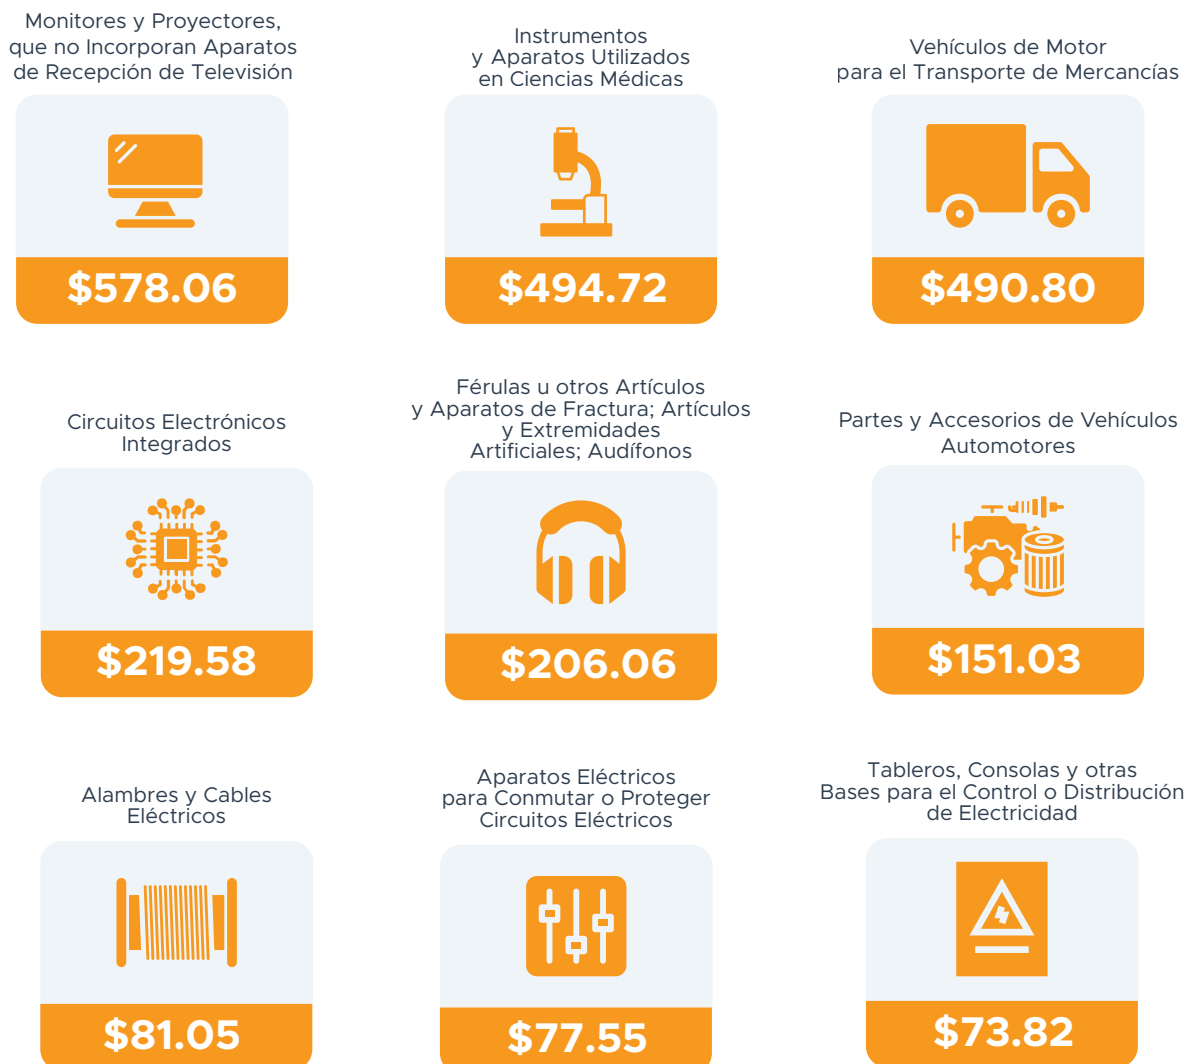 Monitores y Proyectores,
que no Incorporan Aparatos
de Recepción de Televisión
$578.06
Instrumentos
y Aparatos Utilizados
en Ciencias Médicas
$494.72
Vehículos de Motor
para el Transporte de Mercancías
$490.80
Circuitos Electrónicos
Integrados
$219.58
Férulas u otros Artículos
y Aparatos de Fractura; Artículos
y Extremidades
Artificiales; Audífonos
$206.06
Partes y Accesorios de Vehículos
Automotores
$151.03
Alambres y Cables
Eléctricos
$81.05
Aparatos Eléctricos
para Conmutar o Proteger
Circuitos Eléctricos
$77.55
Tableros, Consolas y otras
Bases para el Control o Distribución
de Electricidad
$73.82